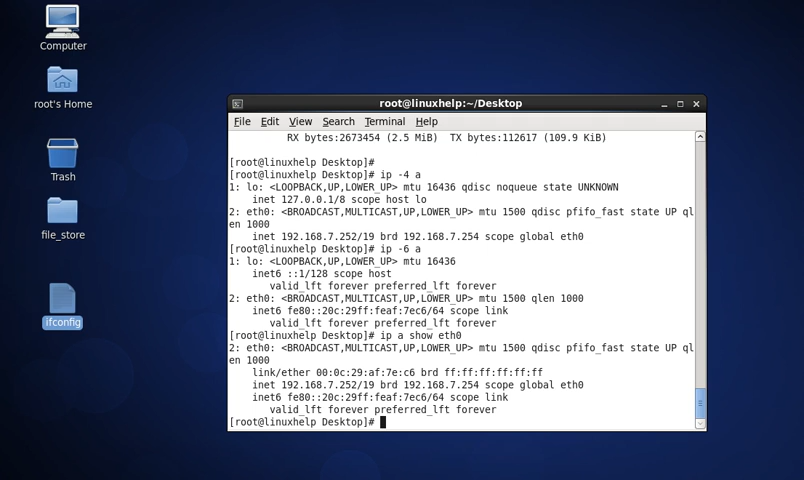 Computer
root's Home
Trash
file_store
ifconfig
root@linuxhelp:~/Desktop
File Edit View Search Terminal Help
RX bytes:2673454 (2.5 MiB)  TX bytes:112617 (109.9 KiB)
[root@linuxhelp Desktop]#
[root@linuxhelp Desktop]# ip -4 a
1: lo: <LOOPBACK,UP,LOWER_UP> mtu 16436 qdisc noqueue state UNKNOWN
inet 127.0.0.1/8 scope host lo
2: eth0: <BROADCAST,MULTICAST,UP,LOWER_UP> mtu 1500 qdisc pfifo_fast state UP ql
en 1000
inet 192.168.7.252/19 brd 192.168.7.254 scope global eth0
[root@linuxhelp Desktop]# ip -6 a
1: lo: <LOOPBACK,UP,LOWER_UP> mtu 16436
inet6 ::1/128 scope host
valid_lft forever preferred_lft forever
2: eth0: <BROADCAST,MULTICAST,UP,LOWER_UP> mtu 1500 qlen 1000
inet6 fe80::20c:29ff:feaf:7ec6/64 scope link
valid_lft forever preferred_lft forever
[root@linuxhelp Desktop]# ip a show eth0
2: eth0: <BROADCAST,MULTICAST,UP,LOWER_UP> mtu 1500 qdisc pfifo_fast state UP ql
en 1000
link/ether 00:0c:29:af:7e:c6 brd ff:ff:ff:ff:ff:ff
inet 192.168.7.252/19 brd 192.168.7.254 scope global eth0
inet6 fe80::20c:29ff:feaf:7ec6/64 scope link
valid_lft forever preferred_lft forever
[root@linuxhelp Desktop]#